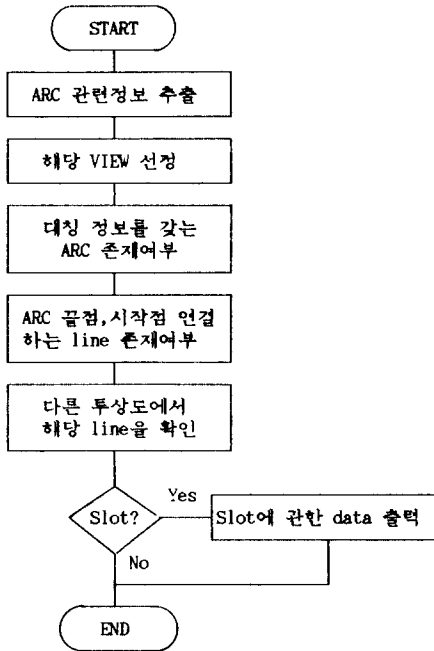 START
ARC 관련정보 추출
해당 VIEW 선정
대칭 정보를 갖는
ARC 존재여부
ARC 끝점,시작점 연결
하는 line 존재여부
다른 투상도에서
해당 line을 확인
Slot?
Yes
Slot에 관한 data 출력
No
END